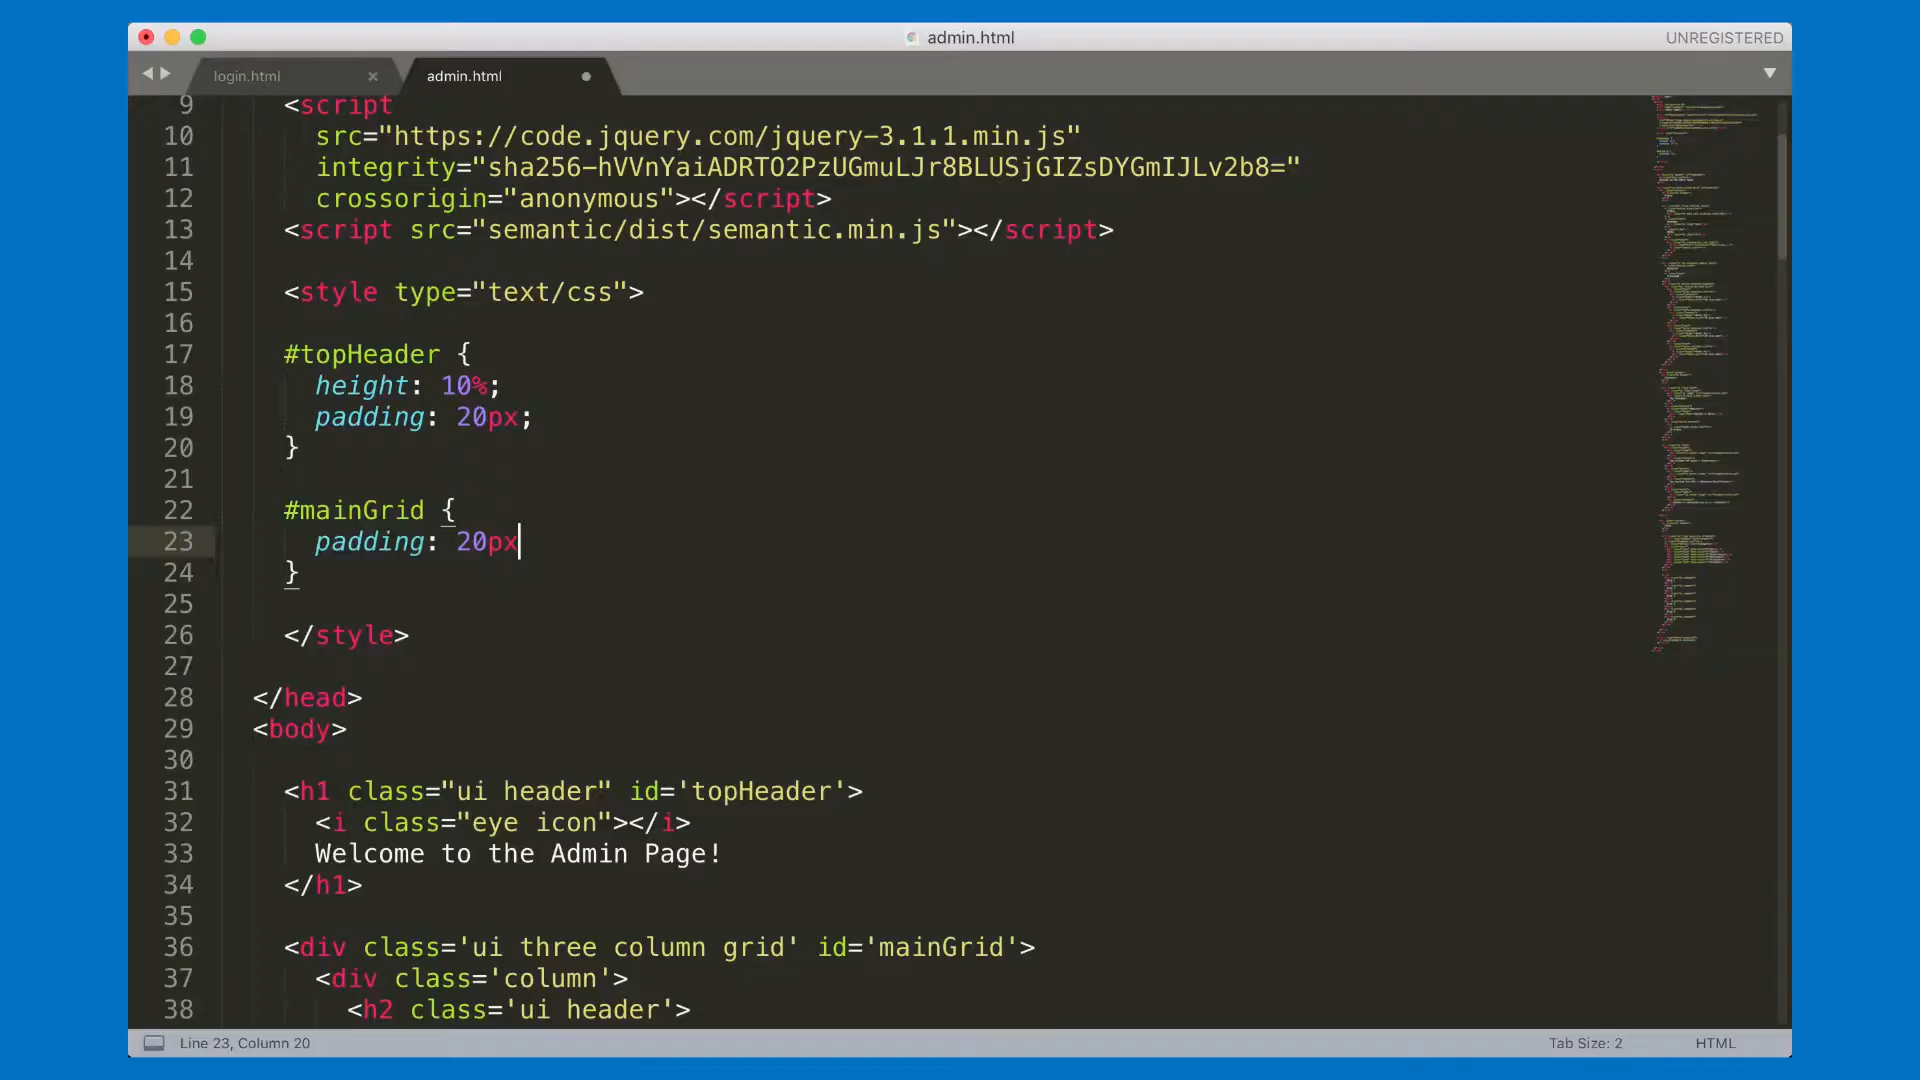 admin.html
UNREGISTERED
login.html
admin.html
9 <script
10 src="https://code.jquery.com/jquery-3.1.1.min.js"
11 integrity="sha256-hVVnYaiADRTO2PzUGmuLJr8BLUSjGIZsDYGmIJLv2b8="
12 crossorigin="anonymous"></script>
13 <script src="semantic/dist/semantic.min.js"></script>
14
15 <style type="text/css">
16
17 #topHeader {
18 height: 10%;
19 padding: 20px;
20 }
21
22 #mainGrid {
23 padding: 20px
24 }
25
26 </style>
27
28 </head>
29 <body>
30
31 <h1 class="ui header" id='topHeader'>
32 <i class="eye icon"></i>
33 Welcome to the Admin Page!
34 </h1>
35
36 <div class='ui three column grid' id='mainGrid'>
37 <div class='column'>
38 <h2 class='ui header'>
Line 23, Column 20
Tab Size: 2
HTML